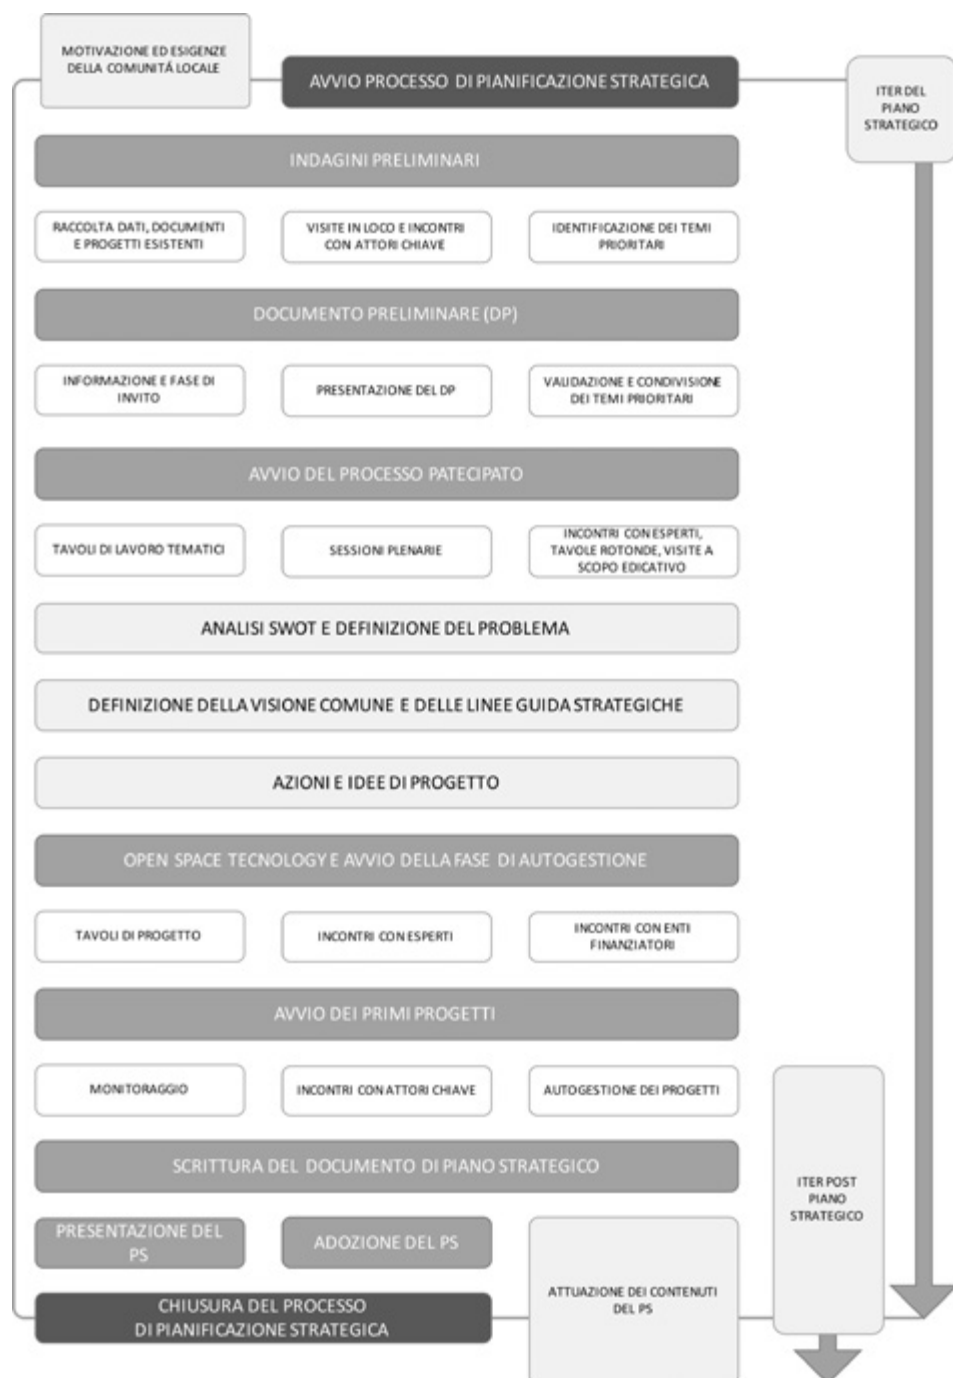 MOTIVAZIONE ED ESIGENZE
DELLA COMUNITÁ LOCALE
AVVIO PROCESSO DI PIANIFICAZIONE STRATEGICA
ITER DEL
PIANO
STRATEGICO
INDAGINI PRELIMINARI
RACCOLTA DATI, DOCUMENTI
E PROGETTI ESISTENTI
VISITE IN LOCO E INCONTRI
CON ATTORI CHIAVE
IDENTIFICAZIONE DEI TEMI
PRIORITARI
DOCUMENTO PRELIMINARE (DP)
INFORMAZIONE E FASE DI
INVITO
PRESENTAZIONE DEL DP
VALIDAZIONE E CONDIVISIONE
DEI TEMI PRIORITARI
AVVIO DEL PROCESSO PATECIPATO
TAVOLI DI LAVORO TEMATICI
SESSIONI PLENARIE
INCONTRI CON ESPERTI,
TAVOLE ROTONDE, VISITE A
SCOPO EDICATIVO
ANALISI SWOT E DEFINIZIONE DEL PROBLEMA
DEFINIZIONE DELLA VISIONE COMUNE E DELLE LINEE GUIDA STRATEGICHE
AZIONI E IDEE DI PROGETTO
OPEN SPACE TECNOLOGY E AVVIO DELLA FASE DI AUTOGESTIONE
TAVOLI DI PROGETTO
INCONTRI CON ESPERTI
INCONTRI CON ENTI
FINANZIATORI
AVVIO DEI PRIMI PROGETTI
MONITORAGGIO
INCONTRI CON ATTORI CHIAVE
AUTOGESTIONE DEI PROGETTI
SCRITTURA DEL DOCUMENTO DI PIANO STRATEGICO
ITER POST
PIANO
STRATEGICO
PRESENTAZIONE DEL
PS
ADOZIONE DEL PS
ATTUAZIONE DEI CONTENUTI
DEL PS
CHIUSURA DEL PROCESSO
DI PIANIFICAZIONE STRATEGICA